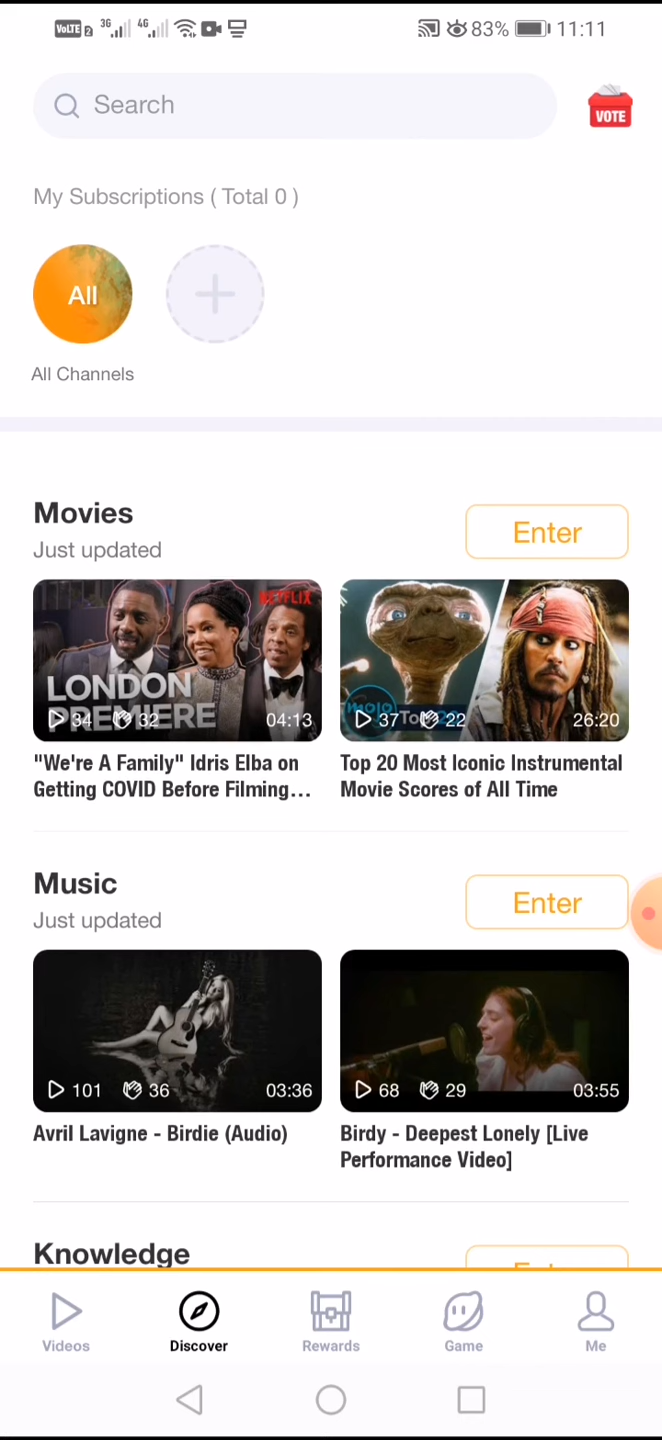 VoLTE 2 3G 4G 83% 11:11
Search
VOTE
My Subscriptions ( Total 0 )
All
All Channels
Movies
Enter
Just updated
NETFLIX
LONDON
PREMIERE
34 32 04:13
mojo
Top
37 22 26:20
"We're A Family" Idris Elba on
Getting COVID Before Filming...
Top 20 Most Iconic Instrumental
Movie Scores of All Time
Music
Enter
Just updated
101 36 03:36
68 29 03:55
Avril Lavigne - Birdie (Audio)
Birdy - Deepest Lonely [Live
Performance Video]
Knowledge
Videos
Discover
Rewards
Game
Me